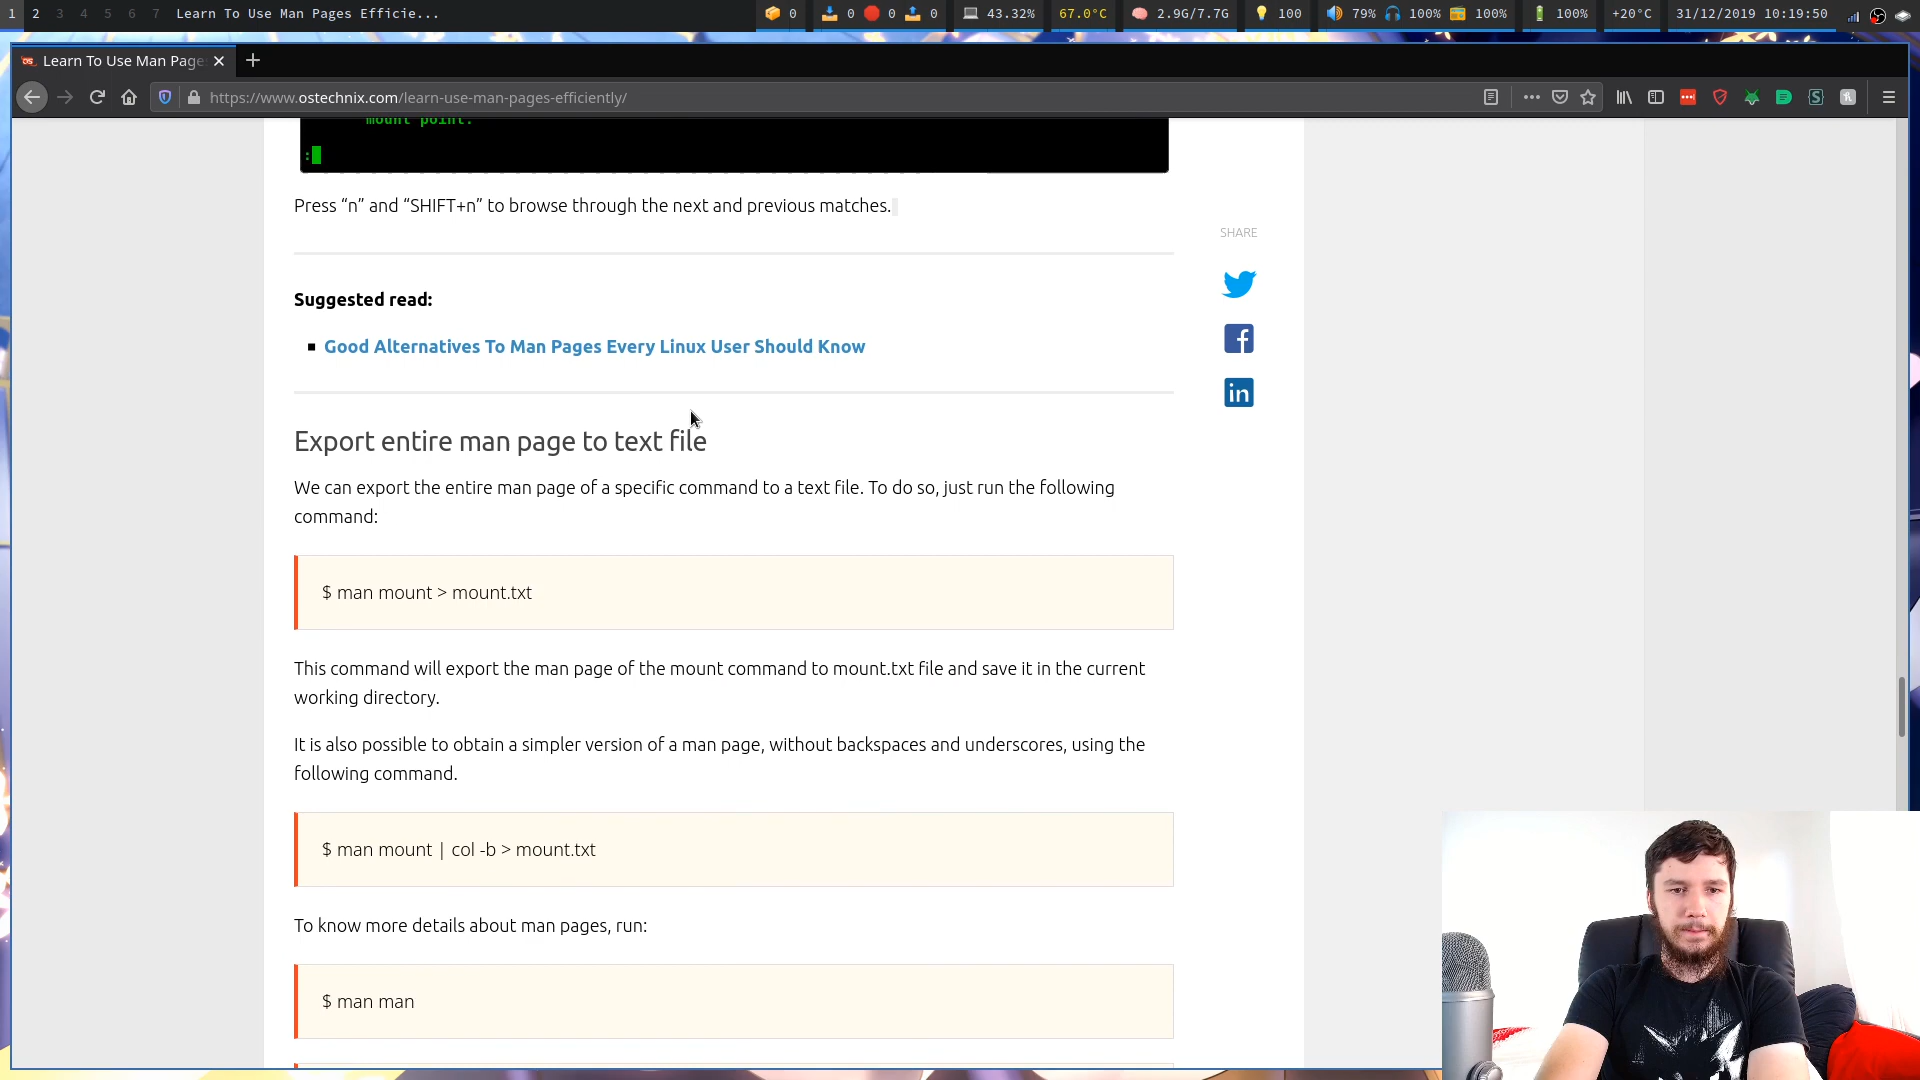 1 2 3 4 5 6 7 Learn To Use Man Pages Efficie... 0 0 0 0 43.32% 67.0°C 2.9G/7.7G 100 79% 100% 100% 100% +20°C 31/12/2019 10:19:50
Learn To Use Man Page
https://www.ostechnix.com/learn-use-man-pages-efficiently/
mount point.
:
Press “n” and “SHIFT+n” to browse through the next and previous matches.
SHARE
Suggested read:
Good Alternatives To Man Pages Every Linux User Should Know
in
Export entire man page to text file
We can export the entire man page of a specific command to a text file. To do so, just run the following
command:
$ man mount > mount.txt
This command will export the man page of the mount command to mount.txt file and save it in the current
working directory.
It is also possible to obtain a simpler version of a man page, without backspaces and underscores, using the
following command.
$ man mount | col -b > mount.txt
To know more details about man pages, run:
$ man man